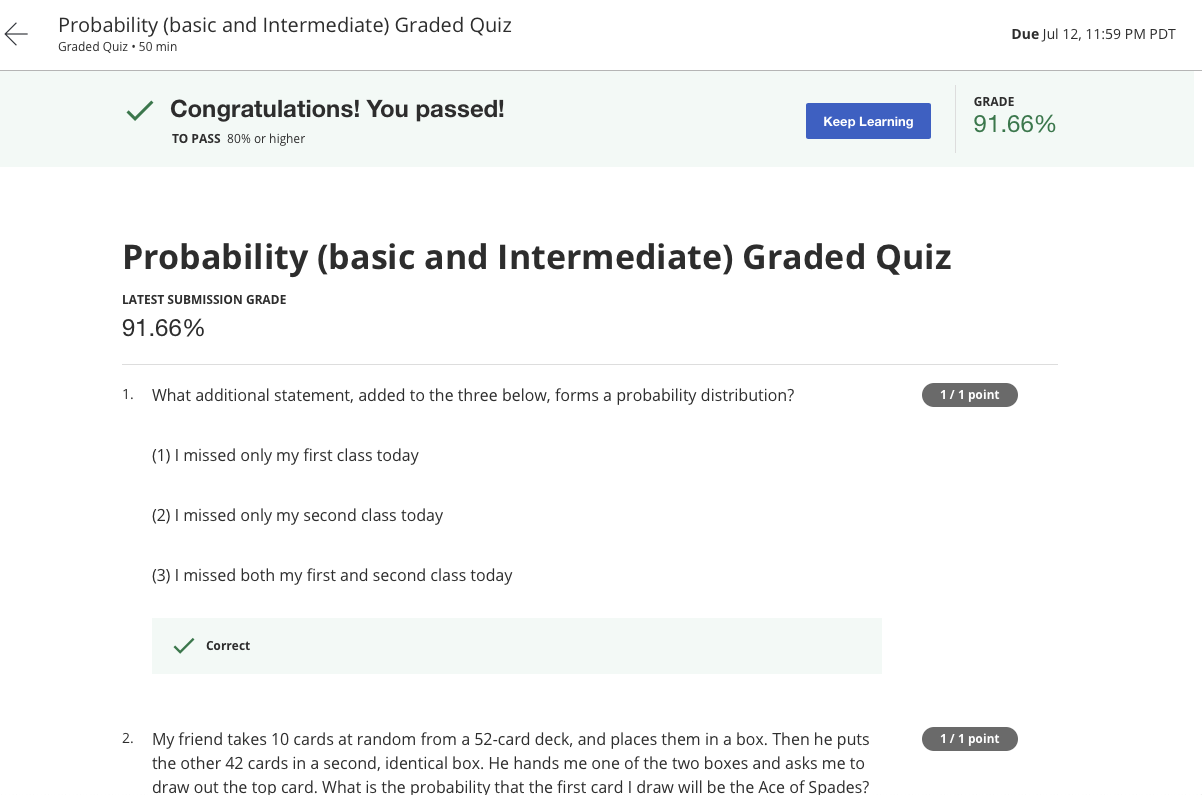 Probability (basic and Intermediate) Graded Quiz
Graded Quiz • 50 min
Due Jul 12, 11:59 PM PDT
Congratulations! You passed!
TO PASS 80% or higher
Keep Learning
GRADE
91.66%
Probability (basic and Intermediate) Graded Quiz
LATEST SUBMISSION GRADE
91.66%
1. What additional statement, added to the three below, forms a probability distribution?
1 / 1 point
(1) I missed only my first class today
(2) I missed only my second class today
(3) I missed both my first and second class today
Correct
2. My friend takes 10 cards at random from a 52-card deck, and places them in a box. Then he puts
1 / 1 point
the other 42 cards in a second, identical box. He hands me one of the two boxes and asks me to
draw out the top card. What is the probability that the first card I draw will be the Ace of Spades?